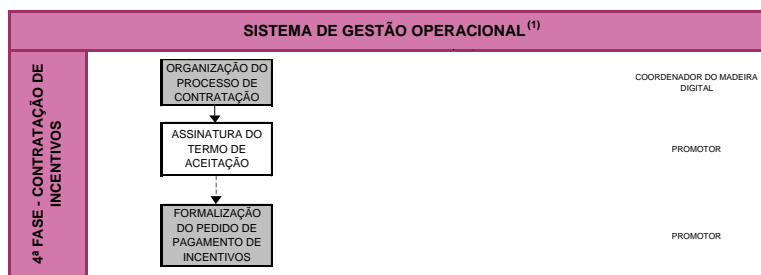 SISTEMA DE GESTÃO OPERACIONAL(1)
4ª FASE - CONTRATAÇÃO DE
INCENTIVOS
ORGANIZAÇÃO DO
PROCESSO DE
CONTRATAÇÃO
COORDENADOR DO MADEIRA
DIGITAL
ASSINATURA DO
TERMO DE
ACEITAÇÃO
PROMOTOR
FORMALIZAÇÃO
DO PEDIDO DE
PAGAMENTO DE
INCENTIVOS
PROMOTOR